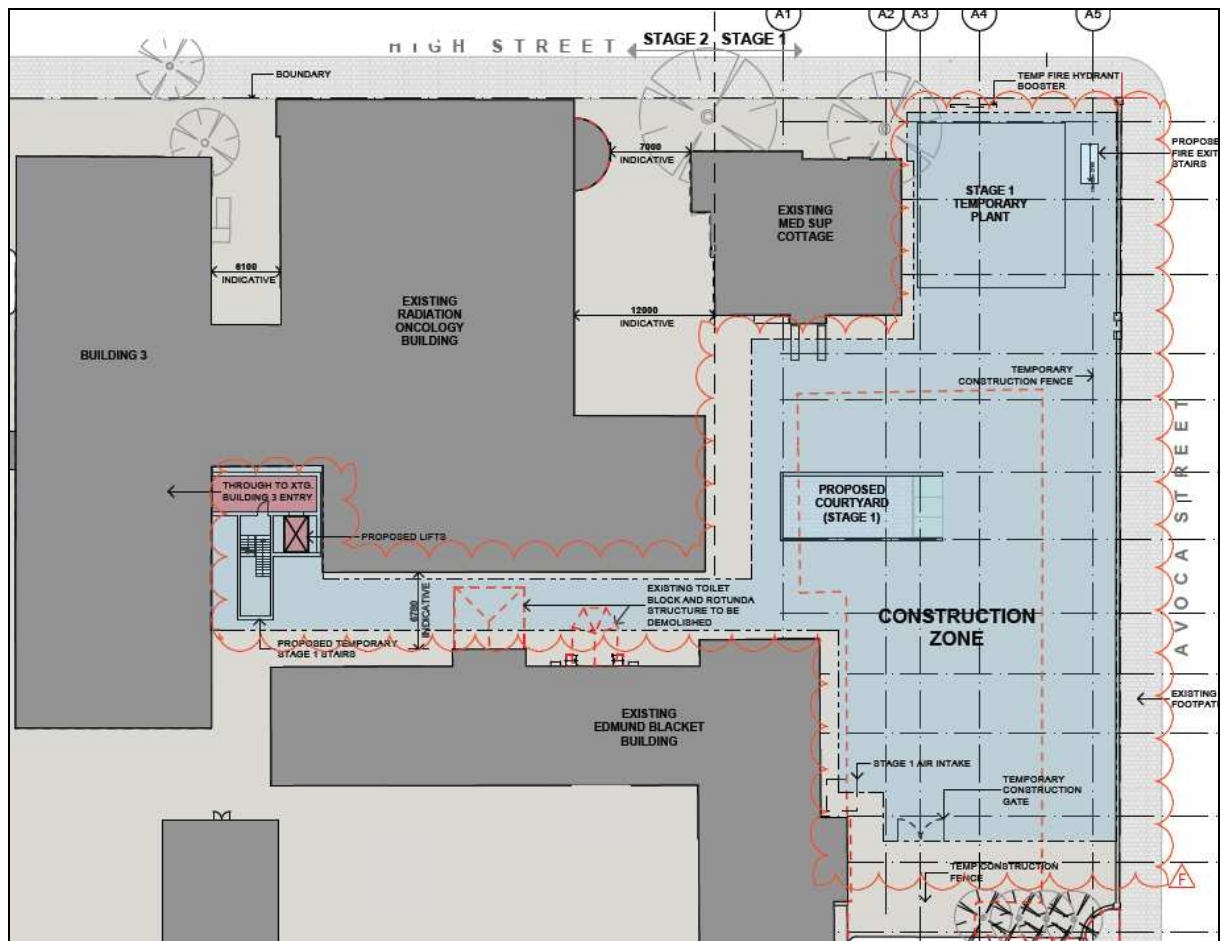 A1
A2
A3
A4
A5
HIGH STREET
STAGE 2
STAGE 1
BOUNDARY
TEMP FIRE HYDRANT
BOOSTER
7000
INDICATIVE
PROPOSE
FIRE EXIT
STAIRS
STAGE 1
TEMPORARY
PLANT
EXISTING
MED SUP
COTTAGE
6100
INDICATIVE
EXISTING
RADIATION
ONCOLOGY
BUILDING
12000
INDICATIVE
BUILDING 3
TEMPORARY
CONSTRUCTION FENCE
AVOCA STREET
THROUGH TO XTG.
BUILDING 3 ENTRY
PROPOSED
COURTYARD
(STAGE 1)
PROPOSED LIFTS
6780
INDICATIVE
EXISTING TOILET
BLOCK AND ROTUNDA
STRUCTURE TO BE
DEMOLISHED
CONSTRUCTION
ZONE
PROPOSED TEMPORARY
STAGE 1 STAIRS
EXISTING
FOOTPAT
EXISTING
EDMUND BLACKET
BUILDING
STAGE 1 AIR INTAKE
TEMPORARY
CONSTRUCTION
GATE
TEMP CONSTRUCTION
FENCE
F